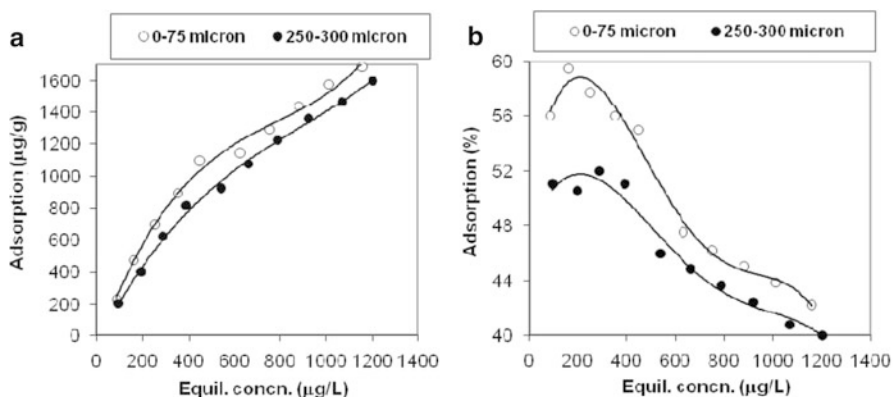 a
0-75 micron
250-300 micron
Adsorption (µg/g)
1600
1400
1200
1000
800
600
400
200
0
0 200 400 600 800 1000 1200 1400
Equil. concn. (µg/L)
b
0-75 micron
250-300 micron
Adsorption (%)
60
56
52
48
44
40
0 200 400 600 800 1000 1200 1400
Equil. concn. (µg/L)